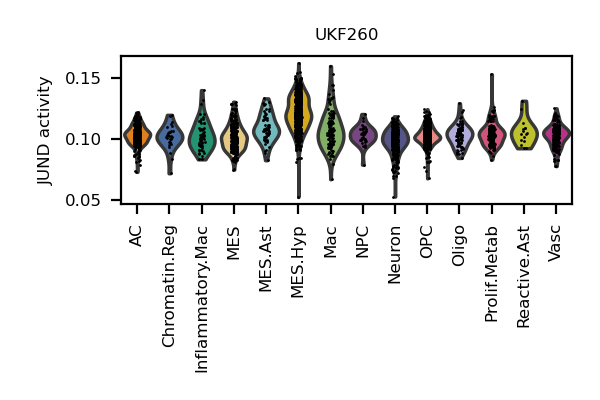 UKF260
JUND activity
0.15
0.10
0.05
AC
Chromatin.Reg
Inflammatory.Mac
MES
MES.Ast
MES.Hyp
Mac
NPC
Neuron
OPC
Oligo
Prolif.Metab
Reactive.Ast
Vasc